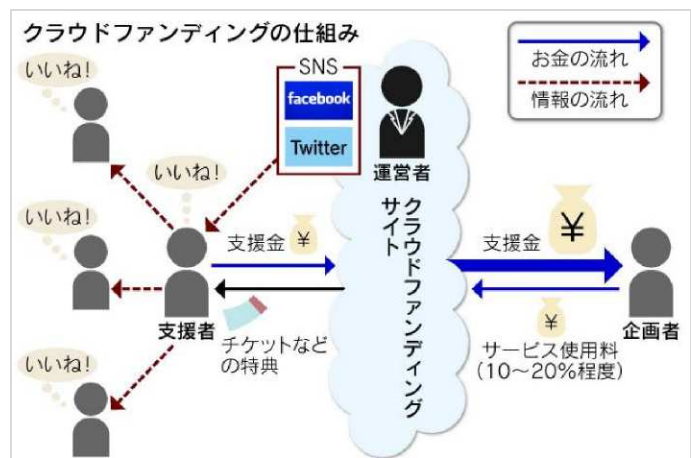 クラウドファンディングの仕組み
いいね!
SNS
facebook
Twitter
運営者
お金の流れ
情報の流れ
いいね!
いいね!
支援金
¥
支援者
チケットなど
の特典
クラウドファンディング
サイト
支援金
¥
企画者
¥
サービス使用料
(10〜20%程度)
いいね!